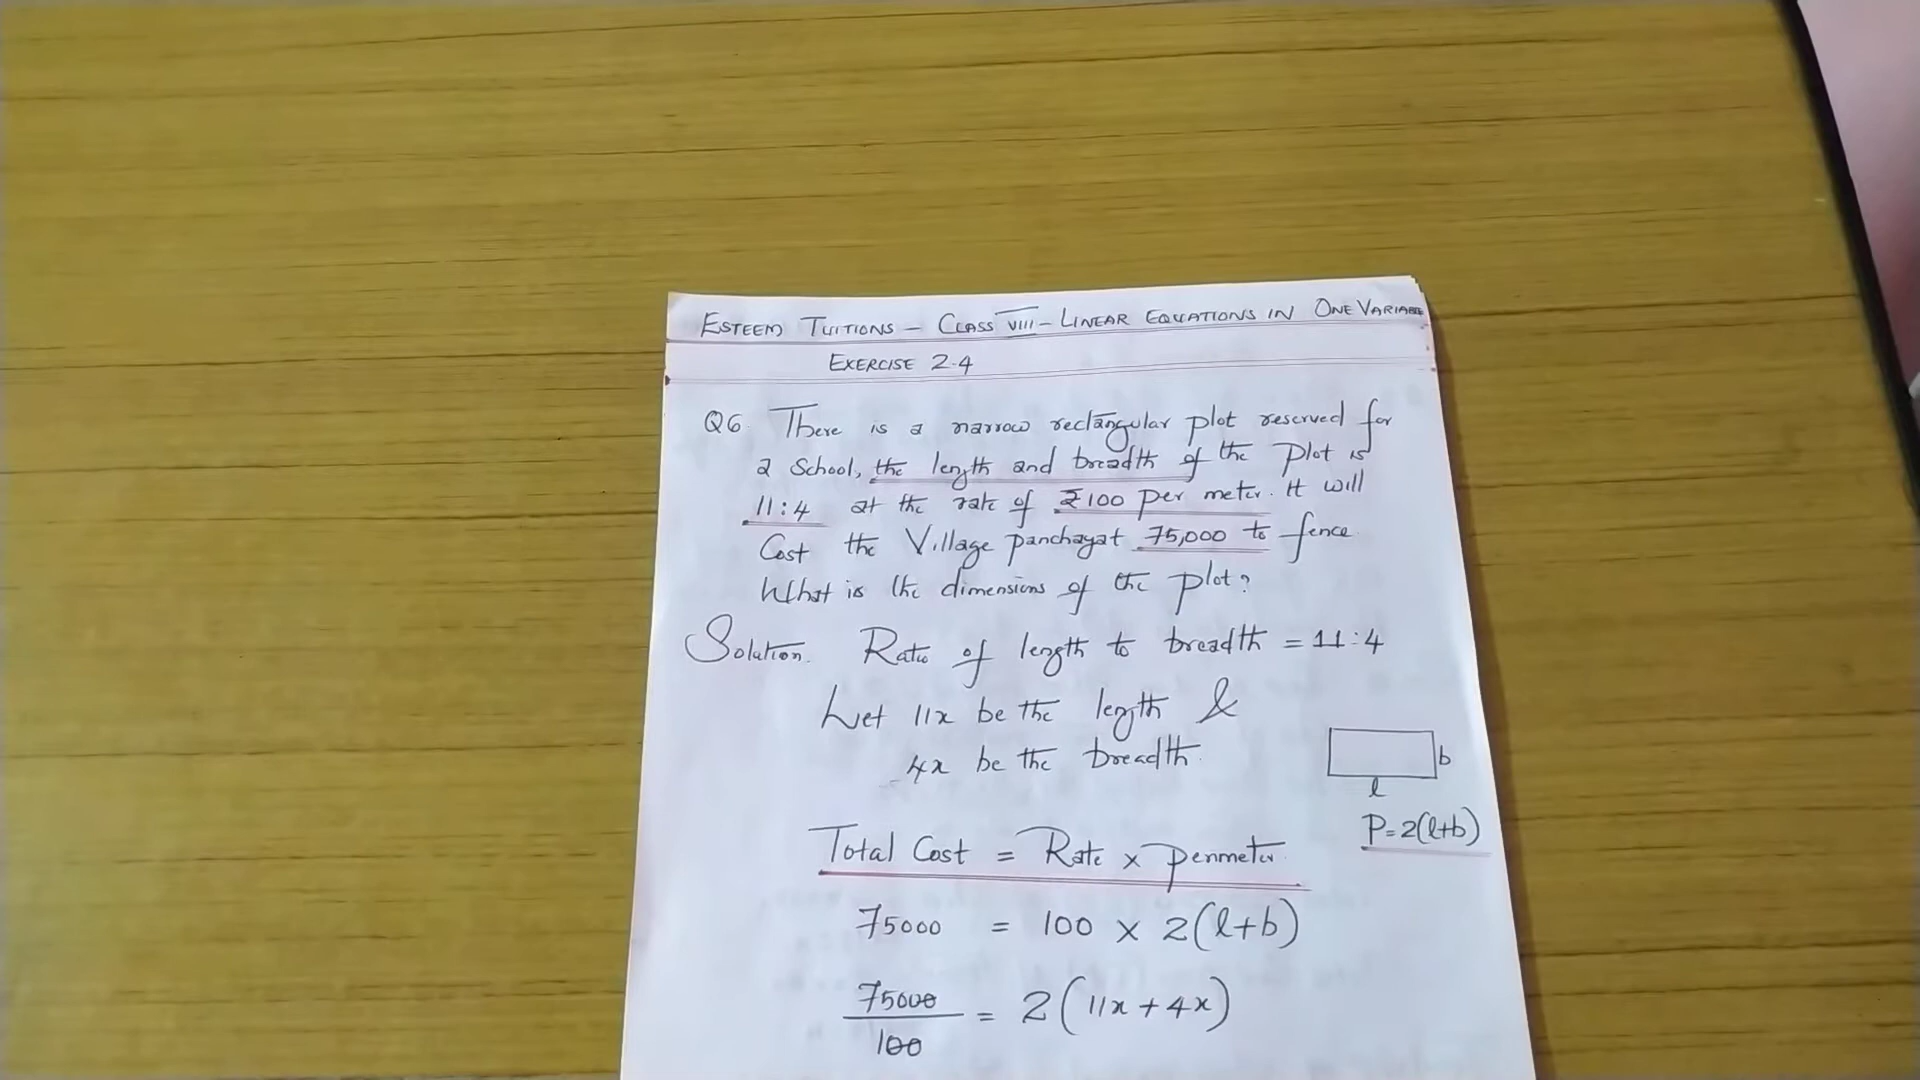 ESTEEM TUITIONS - CLASS VIII - LINEAR EQUATIONS IN ONE VARIABLE
EXERCISE 2.4
Q6. There is a narrow rectangular plot reserved for
a School, the length and breadth of the plot is
11:4 at the rate of ₹100 per meter. It will
Cost the Village panchayat 75,000 to fence.
What is the dimensions of the plot?
Solution. Ratio of length to breadth = 11:4
Let 11x be the length &
4x be the breadth.
b
l
P=2(l+b)
Total Cost = Rate x perimeter
75000 = 100 x 2(l+b)
75000/100 = 2(11x+4x)